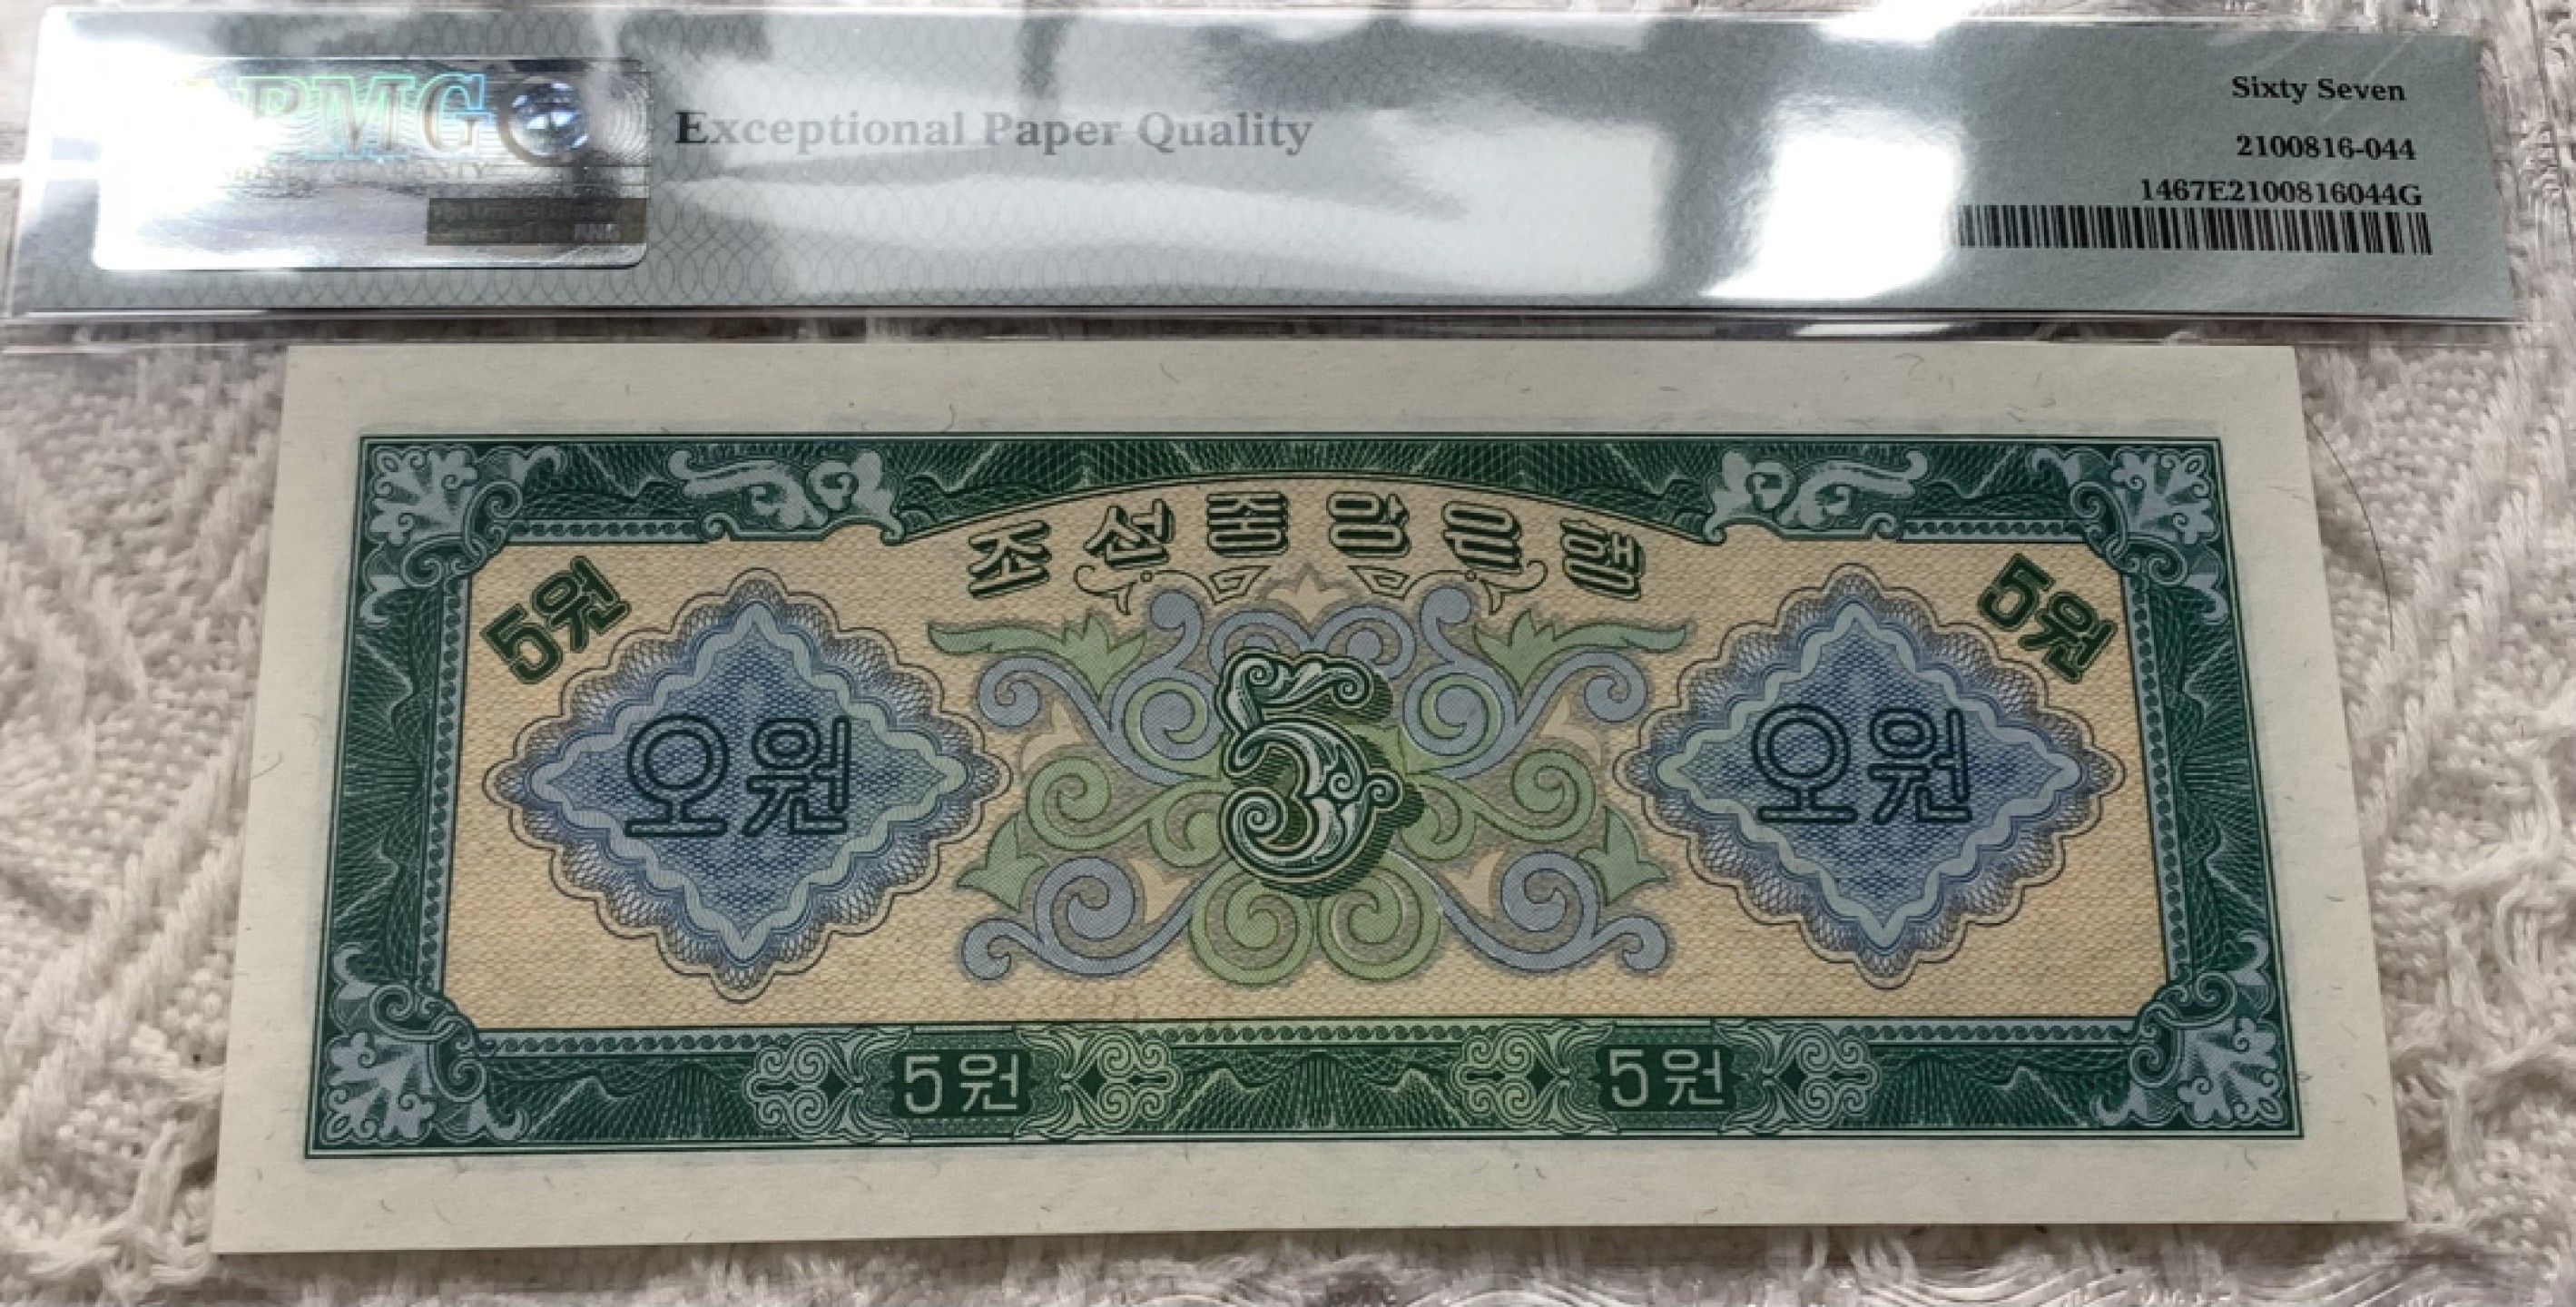 PMG
Exceptional Paper Quality
Sixty Seven
2100816-044
1467E2100816044G
조선중앙은행
5원
5원
오원
5
오원
5원
5원